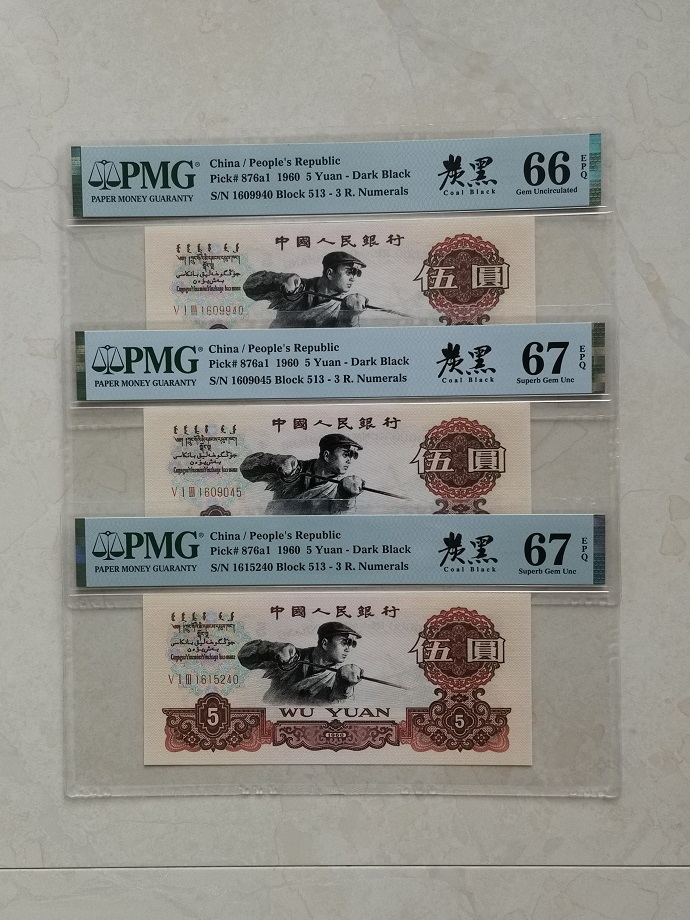 PMG
PAPER MONEY GUARANTY
China / People's Republic
Pick# 876a1 1960 5 Yuan - Dark Black
S/N 1609940 Block 513 - 3 R. Numerals
炭黑
Coal Black
66
Gem Uncirculated
EPQ
中國人民銀行
伍圓
V I III 1609940
PMG
PAPER MONEY GUARANTY
China / People's Republic
Pick# 876a1 1960 5 Yuan - Dark Black
S/N 1609045 Block 513 - 3 R. Numerals
炭黑
Coal Black
67
Superb Gem Unc
EPQ
中國人民銀行
伍圓
V I III 1609045
PMG
PAPER MONEY GUARANTY
China / People's Republic
Pick# 876a1 1960 5 Yuan - Dark Black
S/N 1615240 Block 513 - 3 R. Numerals
炭黑
Coal Black
67
Superb Gem Unc
EPQ
中國人民銀行
伍圓
V I III 1615240
WU YUAN
5
1960
5